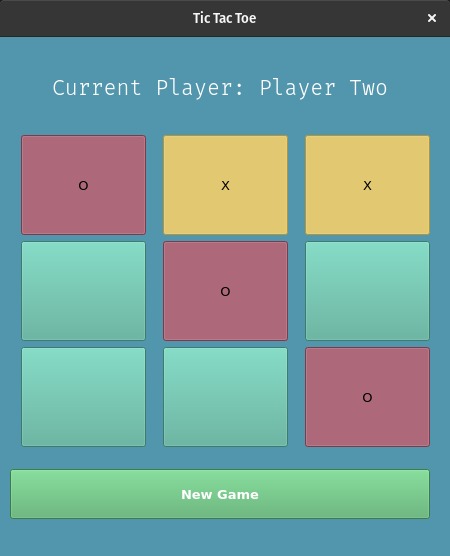 Tic Tac Toe
Current Player: Player Two
O X X
O
O
New Game